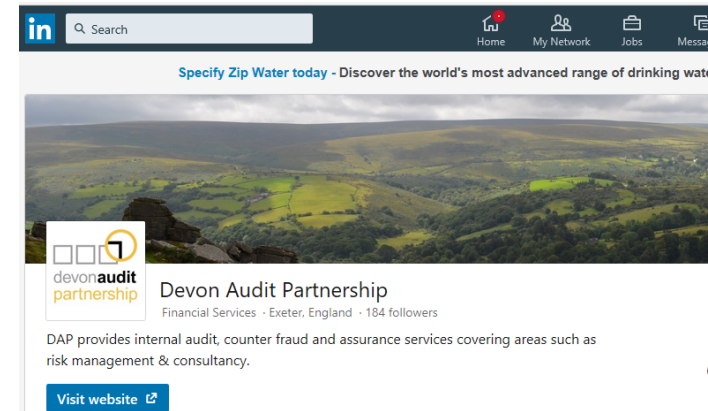 in
Search
Home
My Network
Jobs
Specify Zip Water today - Discover the world's most advanced range of drinking
devonaudit
partnership
Devon Audit Partnership
Financial Services · Exeter, England · 184 followers
DAP provides internal audit, counter fraud and assurance services covering areas such as
risk management & consultancy.
Visit website